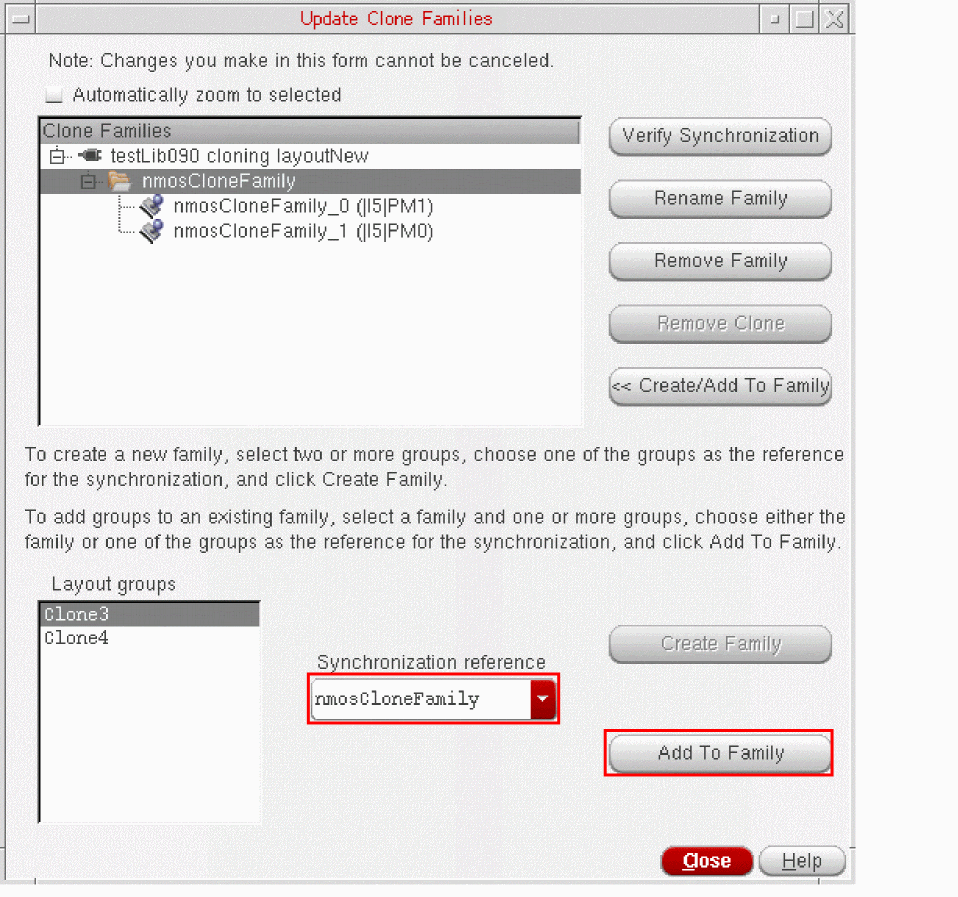 Update Clone Families
Note: Changes you make in this form cannot be canceled.
Automatically zoom to selected
Clone Families
testLib090 cloning layoutNew
nmosCloneFamily
nmosCloneFamily_0 (|I5|PM1)
nmosCloneFamily_1 (|I5|PM0)
Verify Synchronization
Rename Family
Remove Family
Remove Clone
<< Create/Add To Family
To create a new family, select two or more groups, choose one of the groups as the reference
for the synchronization, and click Create Family.
To add groups to an existing family, select a family and one or more groups, choose either the
family or one of the groups as the reference for the synchronization, and click Add To Family.
Layout groups
Clone3
Clone4
Synchronization reference
nmosCloneFamily
Create Family
Add To Family
Close
Help